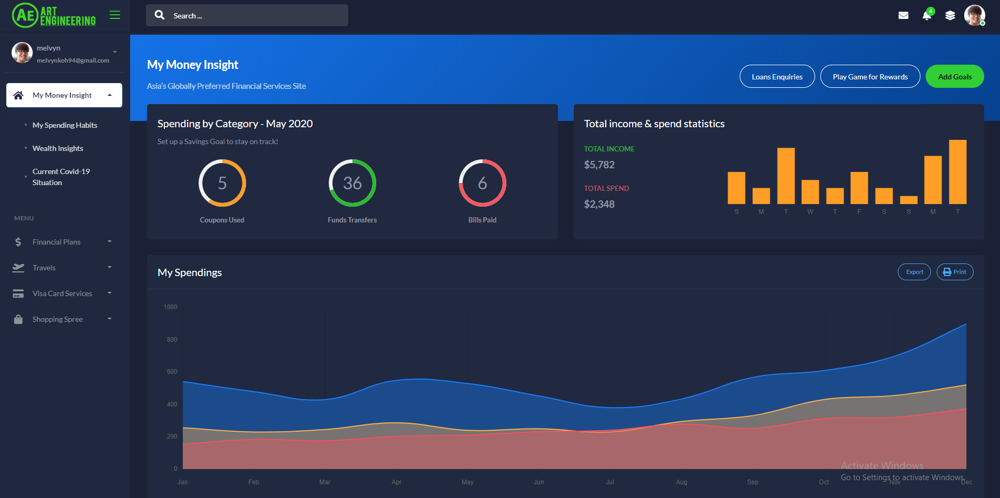 AE ART
ENGINEERING
Search ...
4
melvyn
melvynkoh94@gmail.com
My Money Insight
My Spending Habits
Wealth Insights
Current Covid-19
Situation
MENU
Financial Plans
Travels
Visa Card Services
Shopping Spree
My Money Insight
Asia's Globally Preferred Financial Services Site
Loans Enquiries
Play Game for Rewards
Add Goals
Spending by Category - May 2020
Set up a Savings Goal to stay on track!
5
36
6
Coupons Used
Funds Transfers
Bills Paid
Total income & spend statistics
TOTAL INCOME
$5,782
TOTAL SPEND
$2,348
S M T W T F S S M T
My Spendings
Export
Print
1000
800
600
400
200
0
Jan Feb Mar Apr May Jun Jul Aug Sep Oct Nov Dec
Activate Windows
Go to Settings to activate Windows.